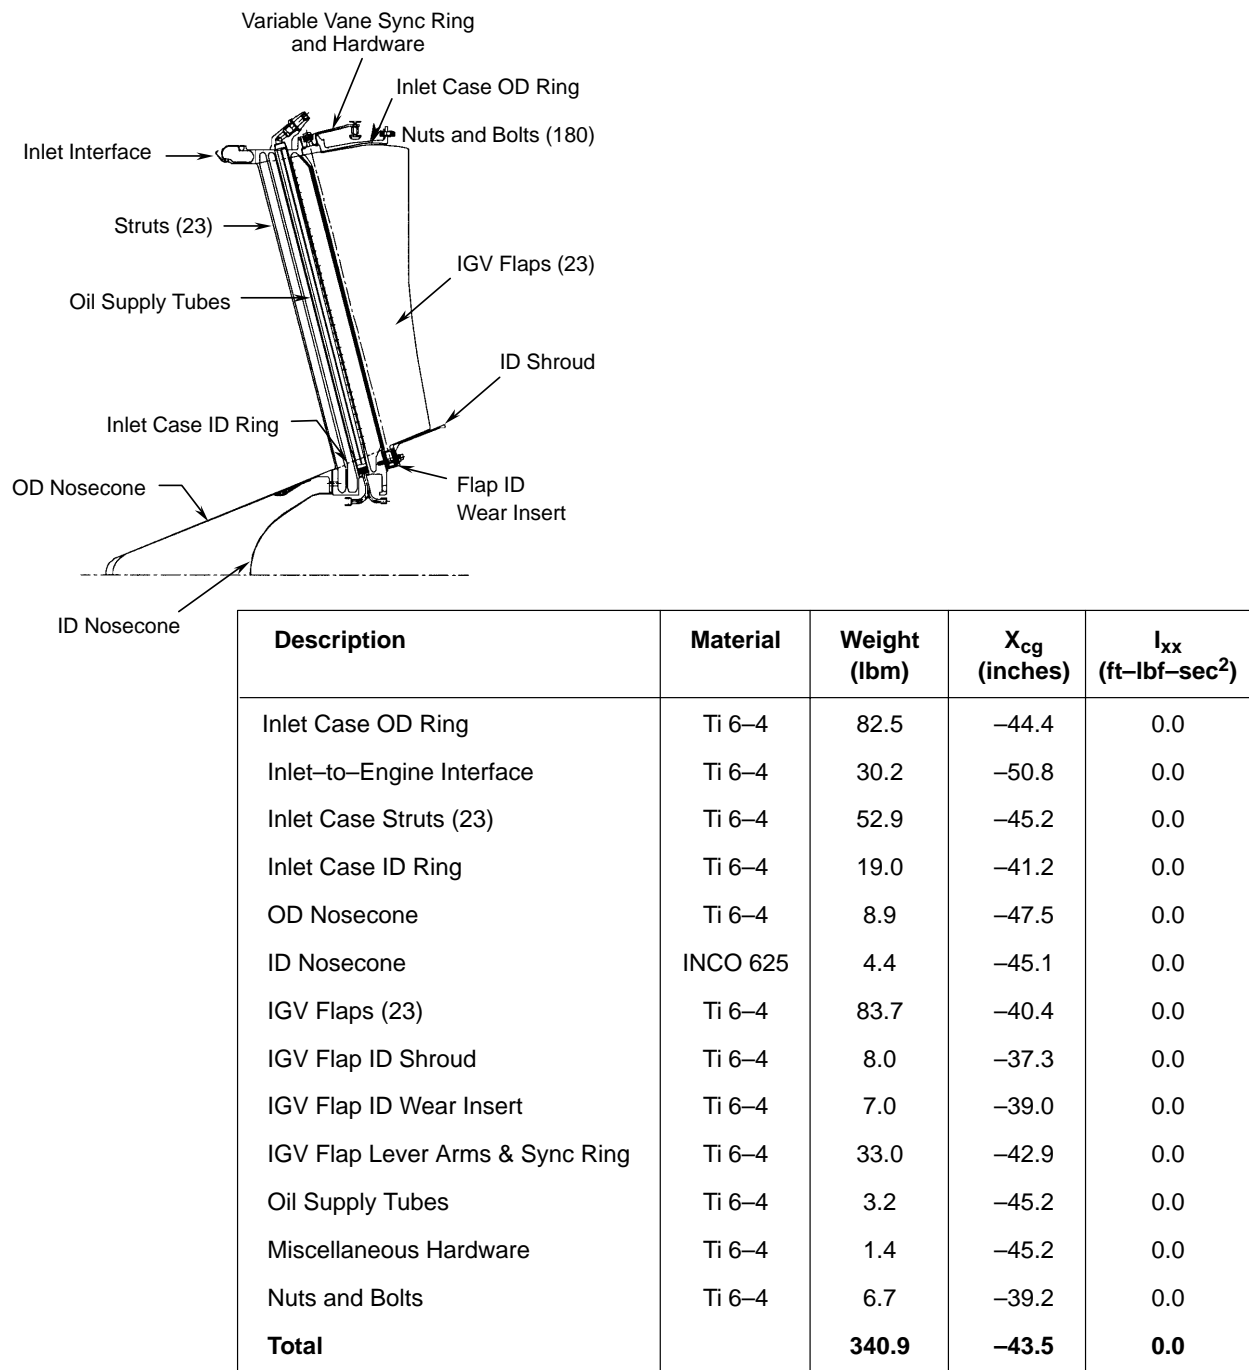 Variable Vane Sync Ring
and Hardware
Inlet Case OD Ring
Nuts and Bolts (180)
Inlet Interface
Struts (23)
IGV Flaps (23)
Oil Supply Tubes
ID Shroud
Inlet Case ID Ring
OD Nosecone
Flap ID
Wear Insert
ID Nosecone
Description Material Weight (lbm) Xcg (inches) Ixx (ft–lbf–sec2)
Inlet Case OD Ring Ti 6–4 82.5 –44.4 0.0
Inlet–to–Engine Interface Ti 6–4 30.2 –50.8 0.0
Inlet Case Struts (23) Ti 6–4 52.9 –45.2 0.0
Inlet Case ID Ring Ti 6–4 19.0 –41.2 0.0
OD Nosecone Ti 6–4 8.9 –47.5 0.0
ID Nosecone INCO 625 4.4 –45.1 0.0
IGV Flaps (23) Ti 6–4 83.7 –40.4 0.0
IGV Flap ID Shroud Ti 6–4 8.0 –37.3 0.0
IGV Flap ID Wear Insert Ti 6–4 7.0 –39.0 0.0
IGV Flap Lever Arms & Sync Ring Ti 6–4 33.0 –42.9 0.0
Oil Supply Tubes Ti 6–4 3.2 –45.2 0.0
Miscellaneous Hardware Ti 6–4 1.4 –45.2 0.0
Nuts and Bolts Ti 6–4 6.7 –39.2 0.0
Total 340.9 –43.5 0.0